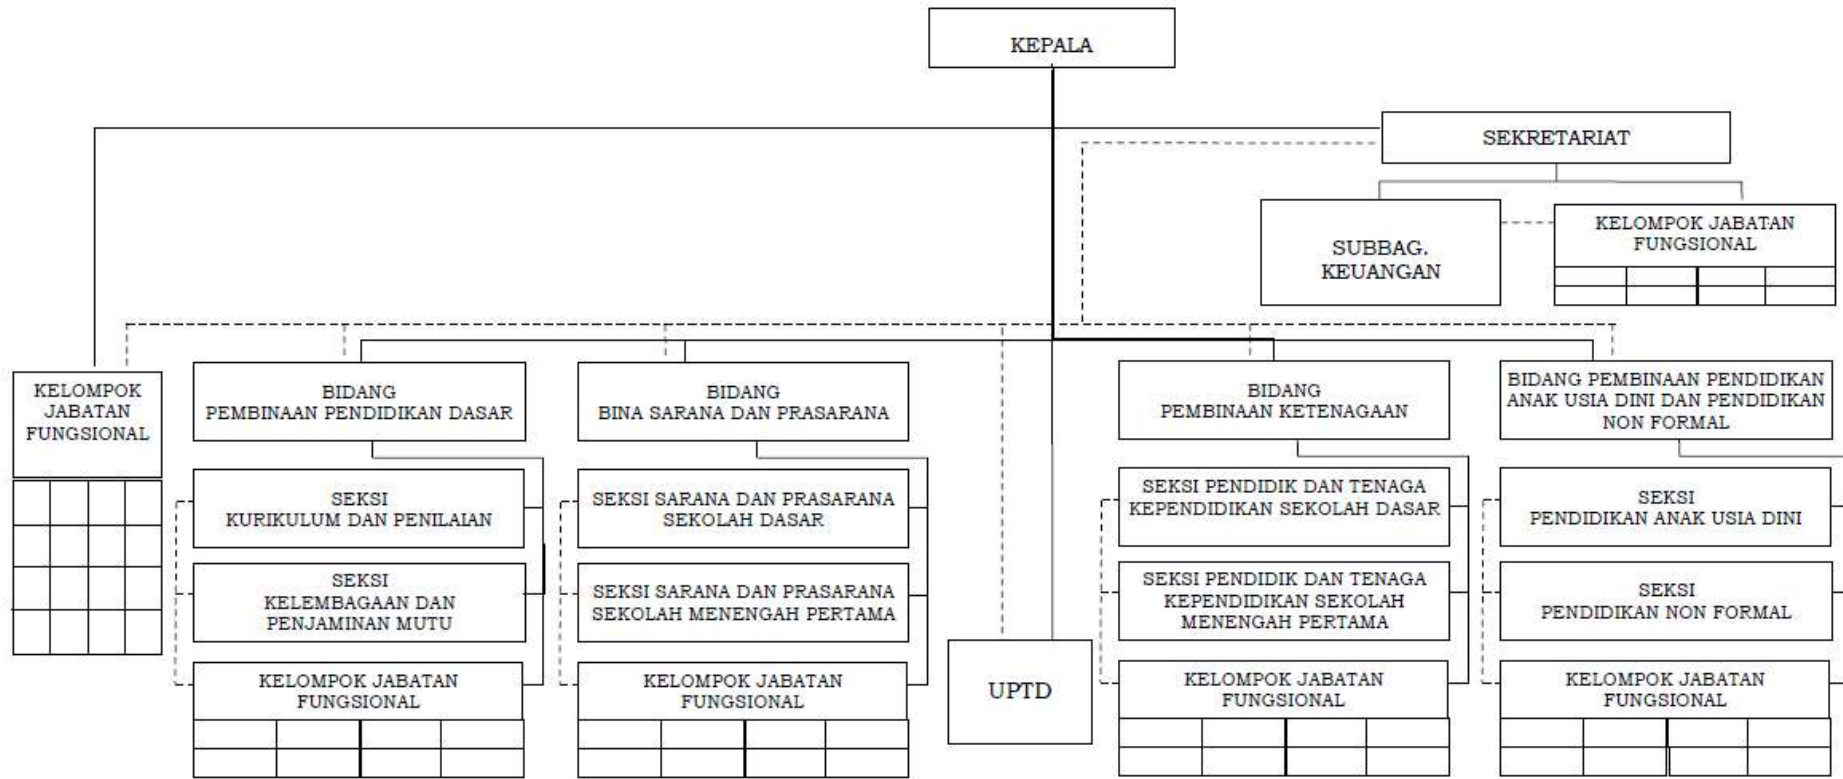 KEPALA
SEKRETARIAT
SUBBAG.
KEUANGAN
KELOMPOK JABATAN
FUNGSIONAL
KELOMPOK
JABATAN
FUNGSIONAL
BIDANG
PEMBINAAN PENDIDIKAN DASAR
SEKSI
KURIKULUM DAN PENILAIAN
SEKSI
KELEMBAGAAN DAN
PENJAMINAN MUTU
KELOMPOK JABATAN
FUNGSIONAL
BIDANG
BINA SARANA DAN PRASARANA
SEKSI SARANA DAN PRASARANA
SEKOLAH DASAR
SEKSI SARANA DAN PRASARANA
SEKOLAH MENENGAH PERTAMA
KELOMPOK JABATAN
FUNGSIONAL
UPTD
BIDANG
PEMBINAAN KETENAGAAN
SEKSI PENDIDIK DAN TENAGA
KEPENDIDIKAN SEKOLAH DASAR
SEKSI PENDIDIK DAN TENAGA
KEPENDIDIKAN SEKOLAH
MENENGAH PERTAMA
KELOMPOK JABATAN
FUNGSIONAL
BIDANG PEMBINAAN PENDIDIKAN
ANAK USIA DINI DAN PENDIDIKAN
NON FORMAL
SEKSI
PENDIDIKAN ANAK USIA DINI
SEKSI
PENDIDIKAN NON FORMAL
KELOMPOK JABATAN
FUNGSIONAL